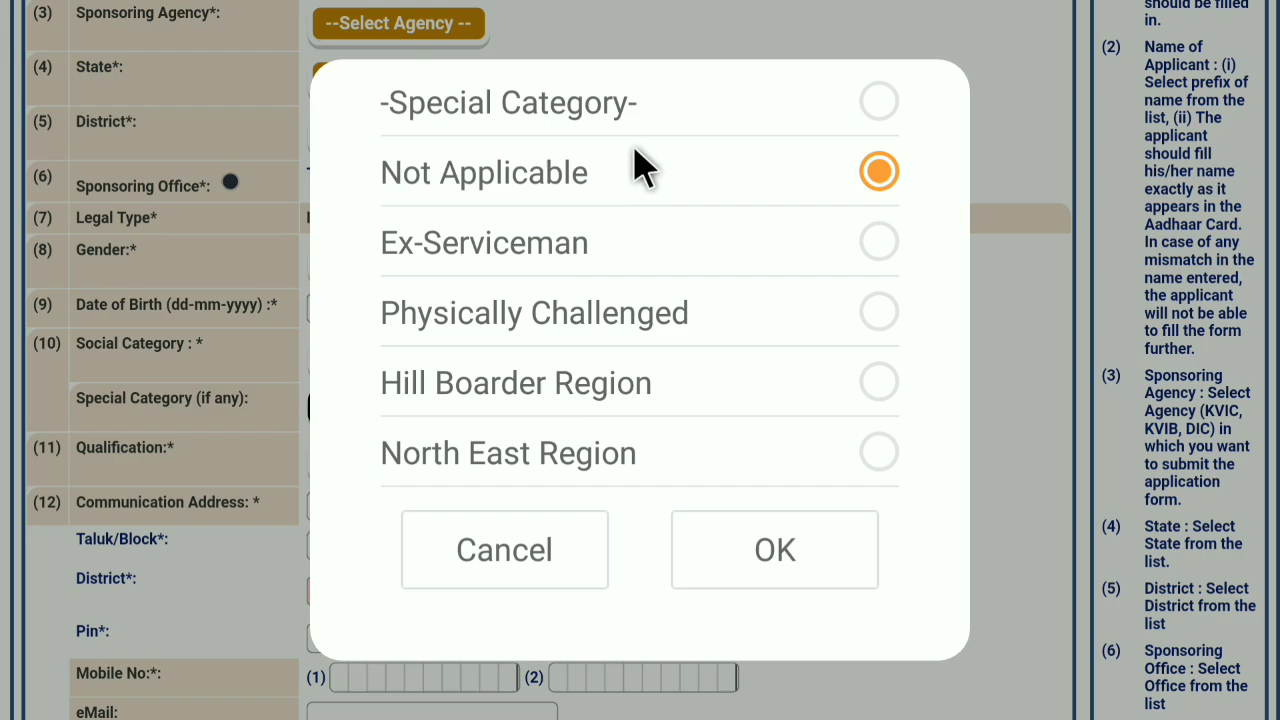 (3) Sponsoring Agency*:
--Select Agency --
(4) State*:
(5) District*:
(6) Sponsoring Office*:
(7) Legal Type*
(8) Gender:*
(9) Date of Birth (dd-mm-yyyy) :*
(10) Social Category : *
Special Category (if any):
(11) Qualification:*
(12) Communication Address: *
Taluk/Block*:
District*:
Pin*:
Mobile No:*:
(1)
(2)
eMail:
-Special Category-
Not Applicable
Ex-Serviceman
Physically Challenged
Hill Boarder Region
North East Region
Cancel
OK
should be filled
in.
(2) Name of
Applicant : (i)
Select prefix of
name from the
list, (ii) The
applicant
should fill
his/her name
exactly as it
appears in the
Aadhaar Card.
In case of any
mismatch in the
name entered,
the applicant
will not be able
to fill the form
further.
(3) Sponsoring
Agency : Select
Agency (KVIC,
KVIB, DIC) in
which you want
to submit the
application
form.
(4) State : Select
State from the
list.
(5) District : Select
District from the
list
(6) Sponsoring
Office : Select
Office from the
list